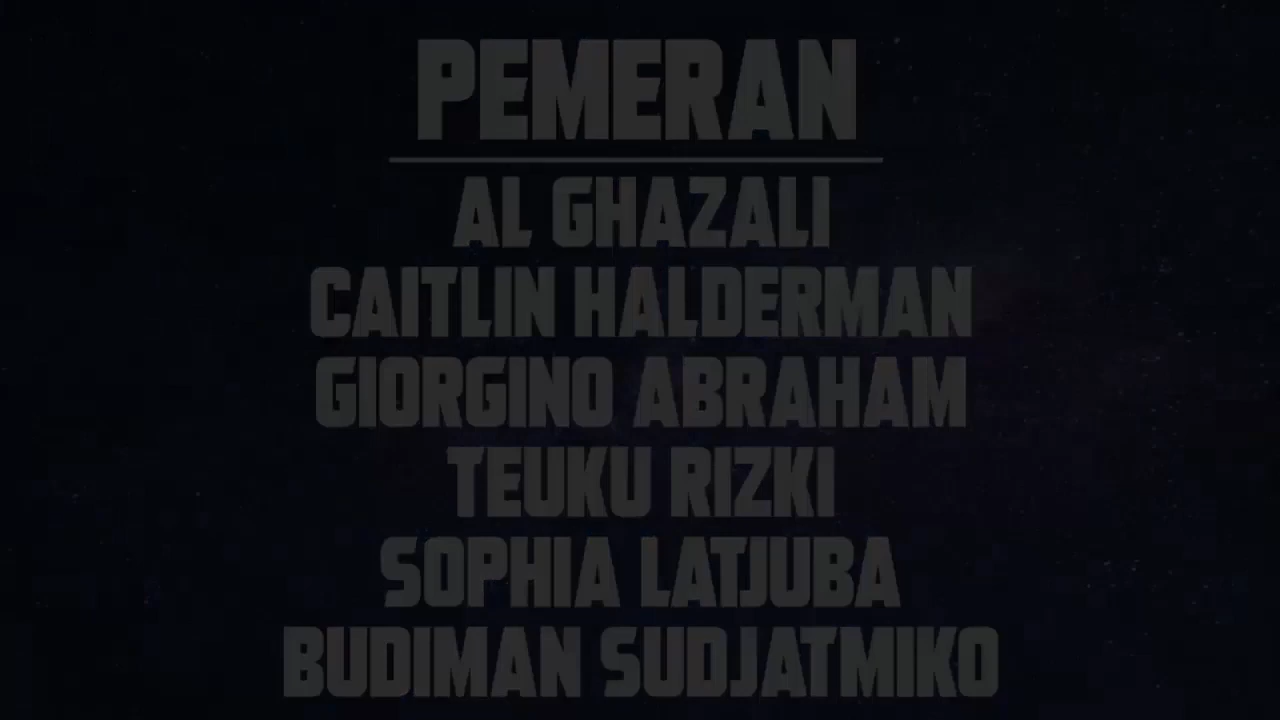 PEMERAN
AL GHAZALI
CAITLIN HALDERMAN
GIORGINO ABRAHAM
TEUKU RIZKI
SOPHIA LATJUBA
BUDIMAN SUDJATMIKO